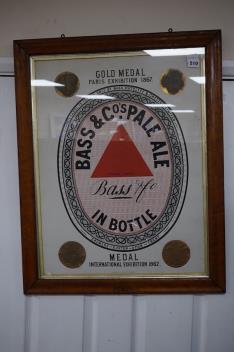 GOLD MEDAL
PARIS EXHIBITION 1867.
BASS & CO'S PALE ALE
Bass & Co
IN BOTTLE
MEDAL
INTERNATIONAL EXHIBITION 1862.